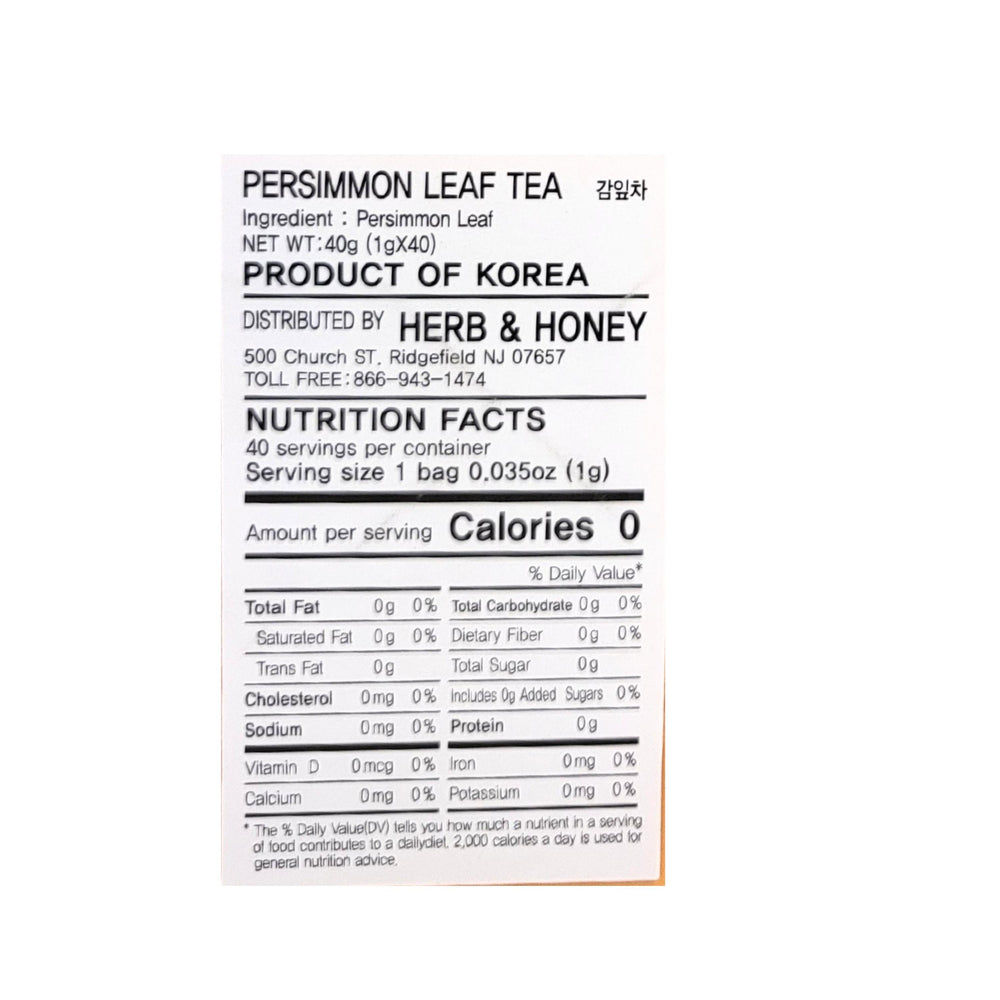 PERSIMMON LEAF TEA 감잎차
Ingredient : Persimmon Leaf
NET WT:40g (1gX40)
PRODUCT OF KOREA
DISTRIBUTED BY HERB & HONEY
500 Church ST. Ridgefield NJ 07657
TOLL FREE:866-943-1474
NUTRITION FACTS
40 servings per container
Serving size 1 bag 0.035oz (1g)
Amount per serving Calories 0
% Daily Value*
Total Fat 0g 0% Total Carbohydrate 0g 0%
Saturated Fat 0g 0% Dietary Fiber 0g 0%
Trans Fat 0g Total Sugar 0g
Cholesterol 0mg 0% Includes 0g Added Sugars 0%
Sodium 0mg 0% Protein 0g
Vitamin D 0mcg 0% Iron 0mg 0%
Calcium 0mg 0% Potassium 0mg 0%
* The % Daily Value(DV) tells you how much a nutrient in a serving
of food contributes to a dailydiet. 2,000 calories a day is used for
general nutrition advice.